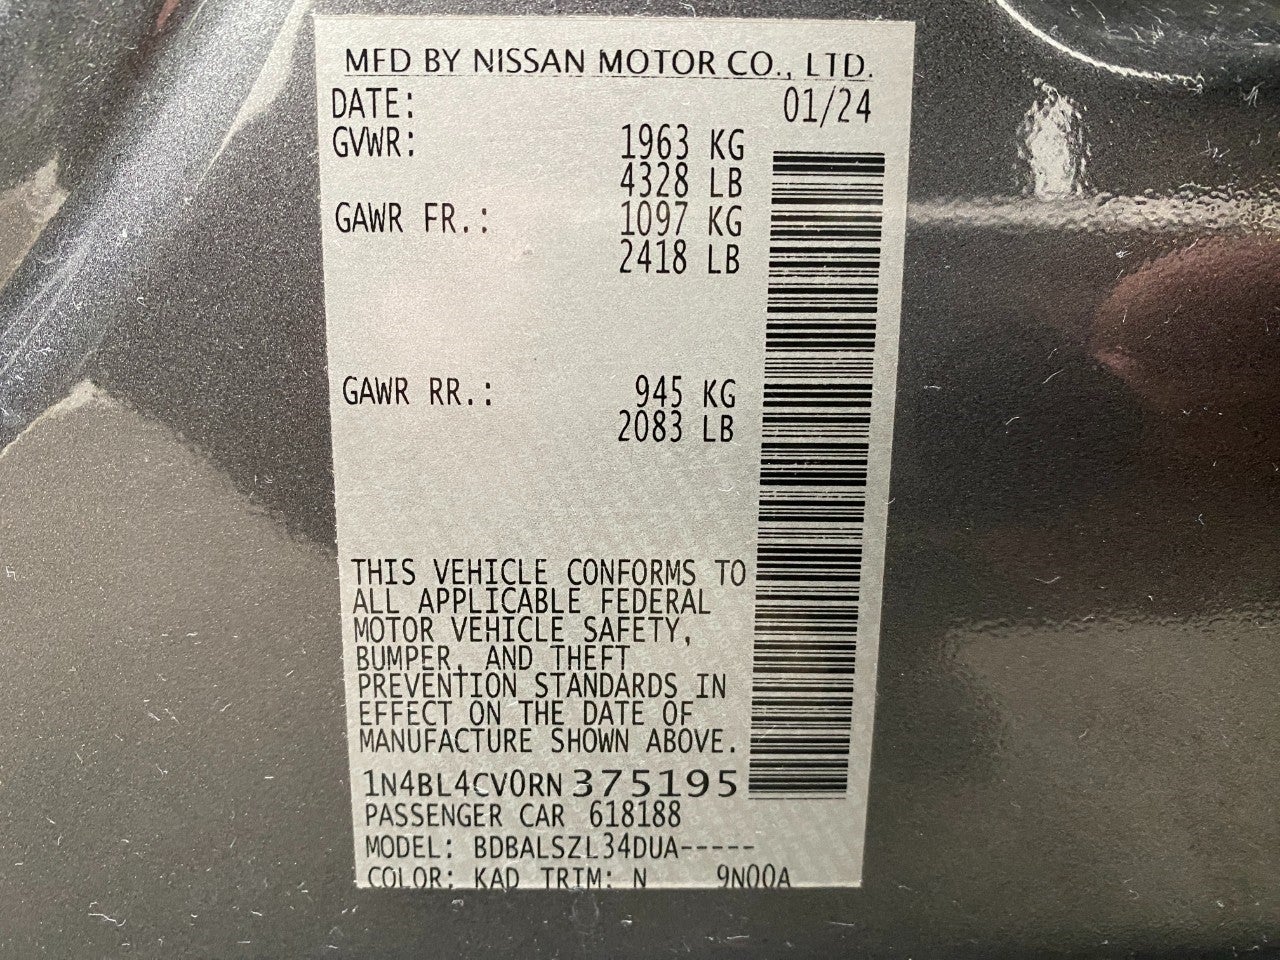 MFD BY NISSAN MOTOR CO., LTD.
DATE: 01/24
GVWR: 1963 KG
4328 LB
GAWR FR.: 1097 KG
2418 LB
GAWR RR.: 945 KG
2083 LB
THIS VEHICLE CONFORMS TO
ALL APPLICABLE FEDERAL
MOTOR VEHICLE SAFETY,
BUMPER, AND THEFT
PREVENTION STANDARDS IN
EFFECT ON THE DATE OF
MANUFACTURE SHOWN ABOVE.
1N4BL4CV0RN375195
PASSENGER CAR 618188
MODEL: BDBALSZL34DUA-----
COLOR: KAD TRIM: N 9N00A